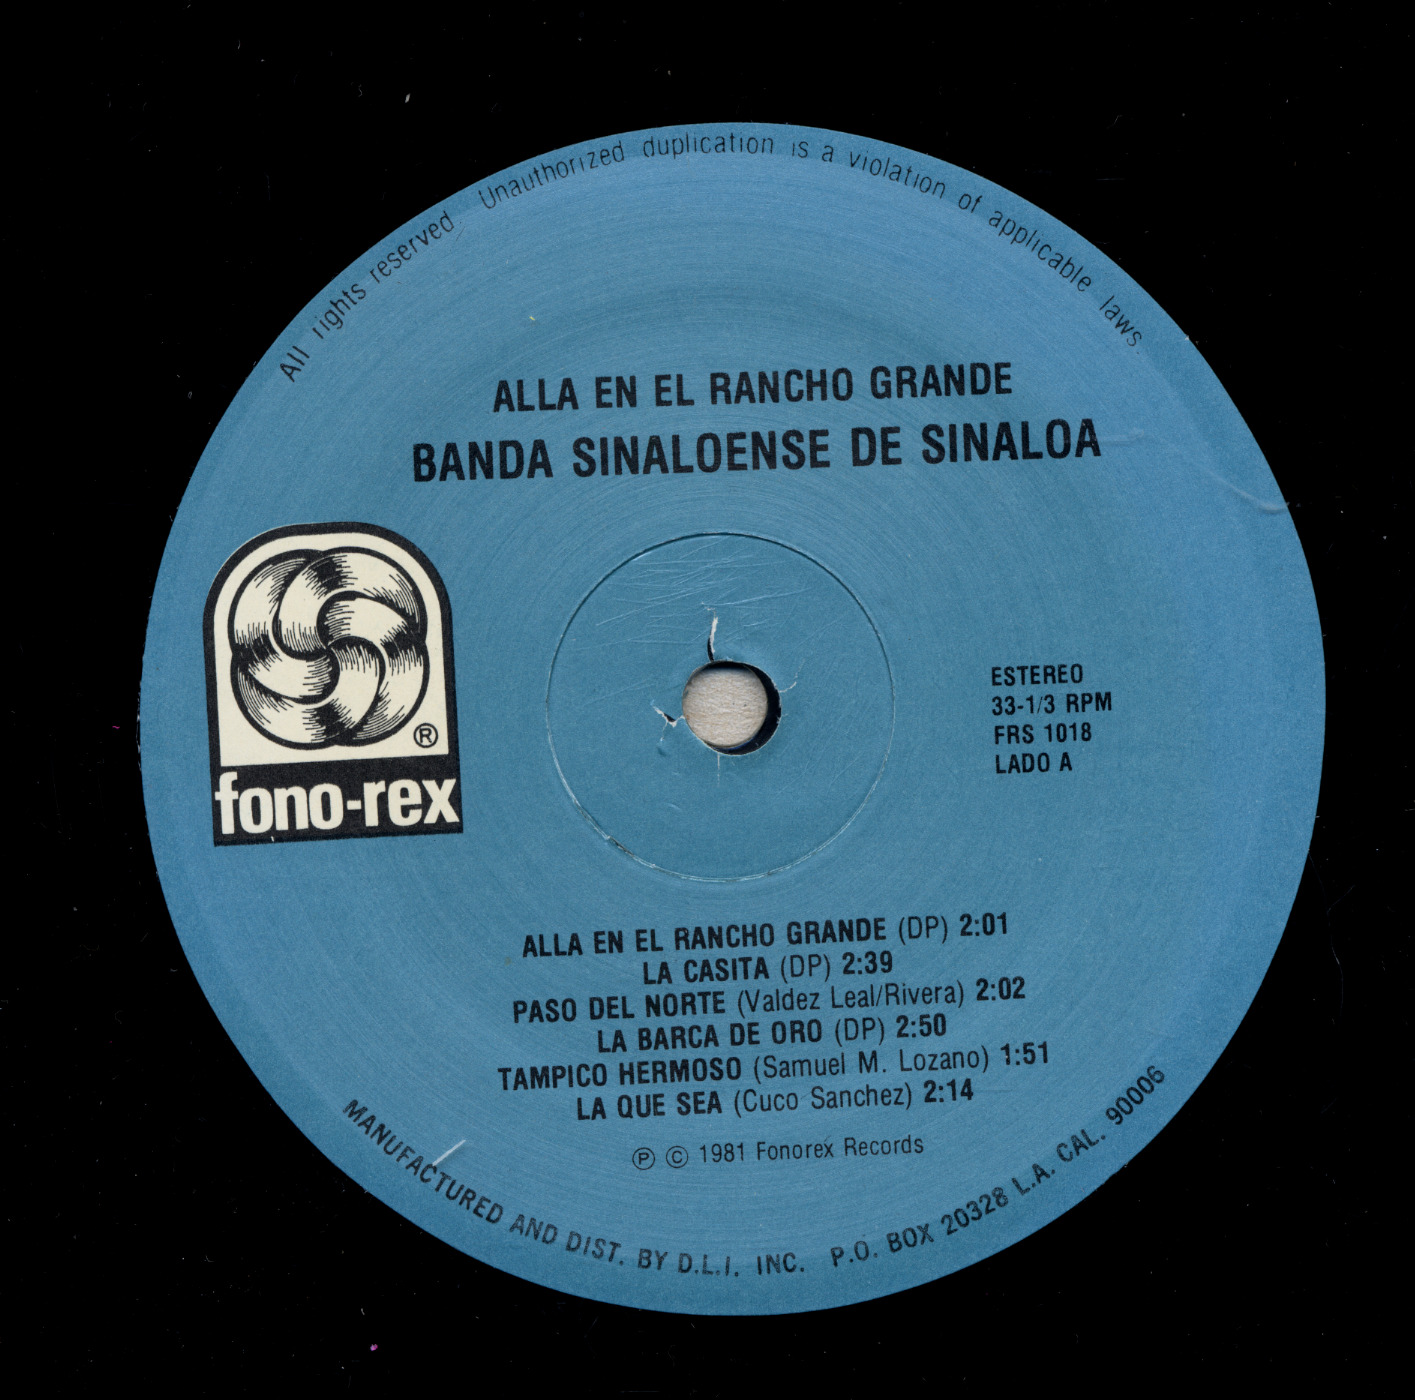 All rights reserved Unauthorized duplication is a violation of applicable laws
ALLA EN EL RANCHO GRANDE
BANDA SINALOENSE DE SINALOA
®
fono-rex
ESTEREO
33-1/3 RPM
FRS 1018
LADO A
ALLA EN EL RANCHO GRANDE (DP) 2:01
LA CASITA (DP) 2:39
PASO DEL NORTE (Valdez Leal/Rivera) 2:02
LA BARCA DE ORO (DP) 2:50
TAMPICO HERMOSO (Samuel M. Lozano) 1:51
LA QUE SEA (Cuco Sanchez) 2:14
℗ © 1981 Fonorex Records
MANUFACTURED AND DIST. BY D.L.I. INC. P.O. BOX 20328 L.A. CAL. 90006